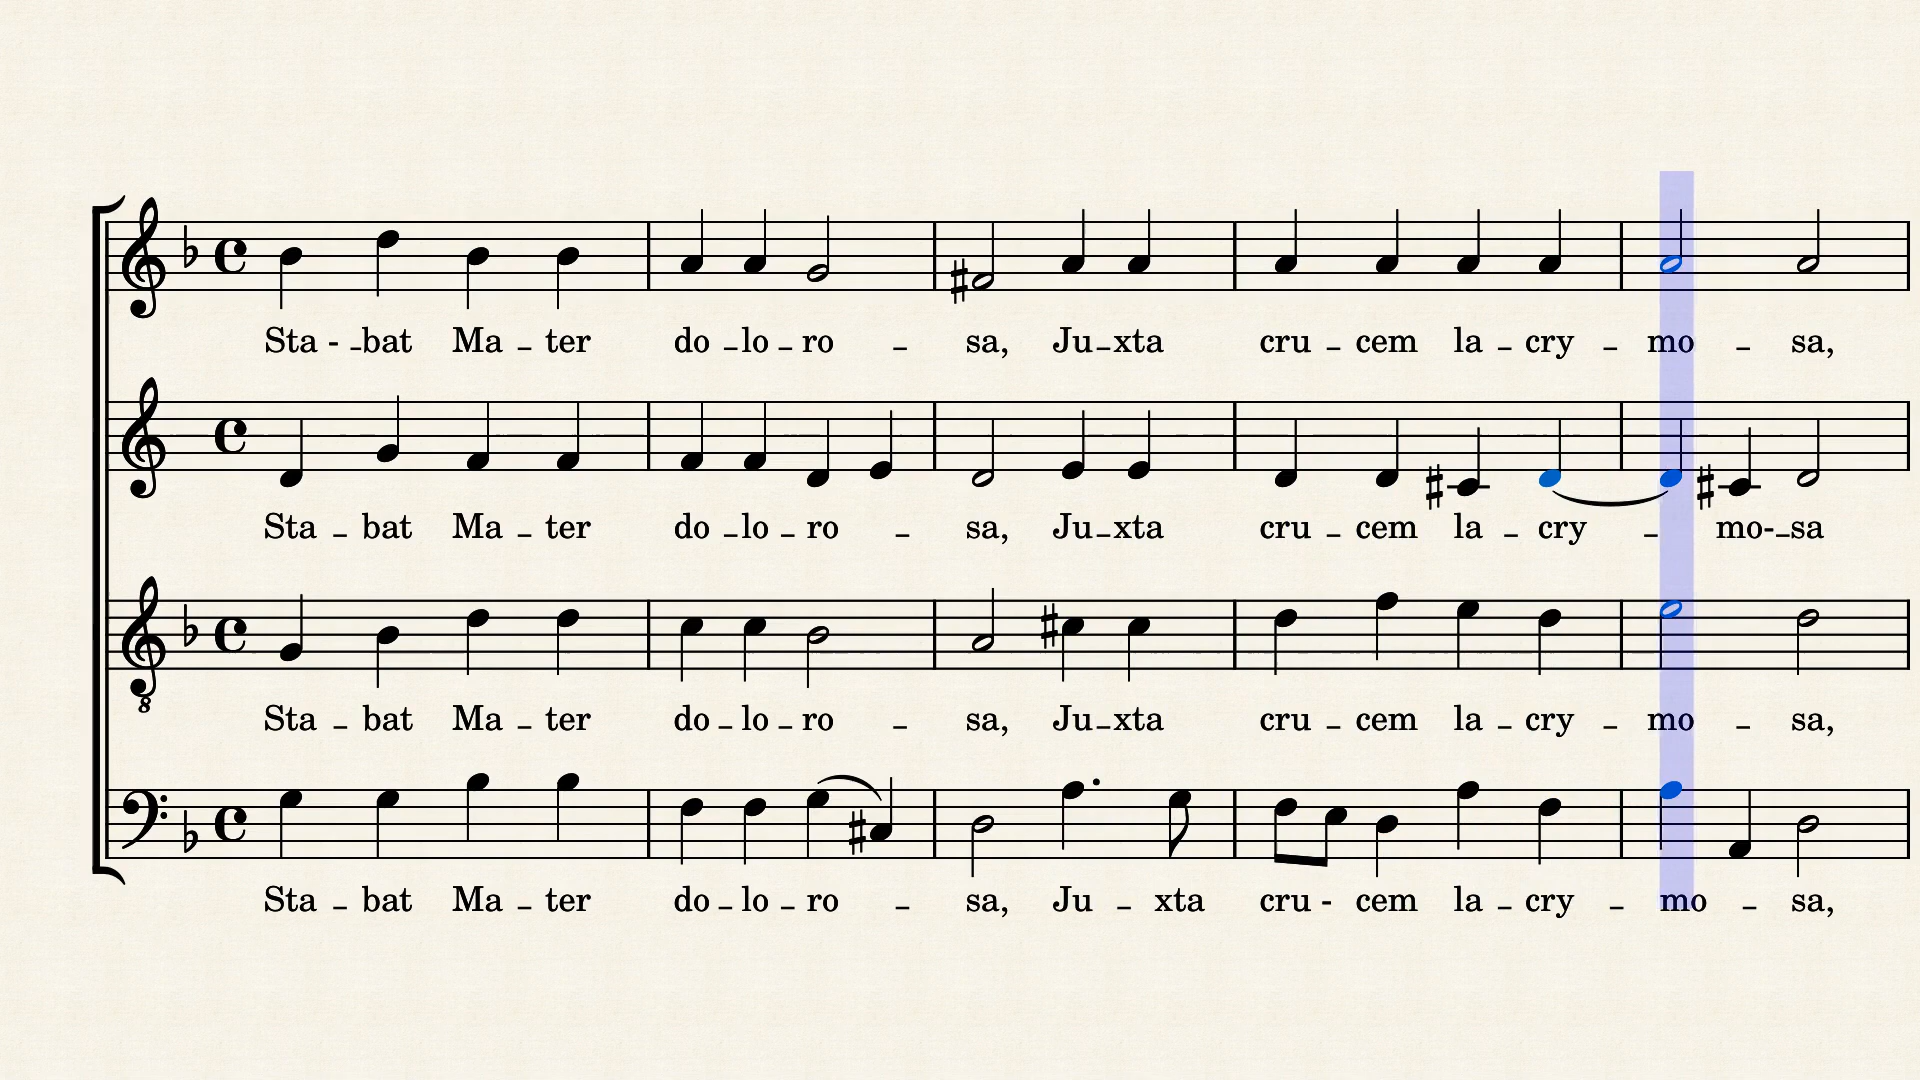 Sta - - bat Ma - ter do - lo - ro - sa, Ju - xta cru - cem la - cry - mo - sa,
Sta - bat Ma - ter do - lo - ro - sa, Ju - xta cru - cem la - cry - mo - - sa
8
Sta - bat Ma - ter do - lo - ro - sa, Ju - xta cru - cem la - cry - mo - sa,
Sta - bat Ma - ter do - lo - ro - sa, Ju - xta cru - cem la - cry - mo - sa,